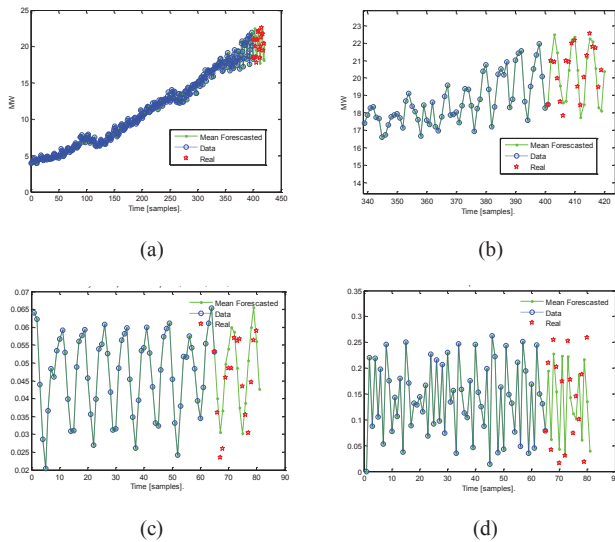 25
20
15
10
5
0
MW
0 50 100 150 200 250 300 350 400 450
Time [samples].
Mean Forescasted
Data
Real
(a)
22
21
20
19
18
17
16
15
14
MW
340 350 360 370 380 390 400 410 420
Time [samples].
Mean Forescasted
Data
Real
(b)
0.07
0.065
0.06
0.055
0.05
0.045
0.04
0.035
0.03
0.025
0.02
0 10 20 30 40 50 60 70 80 90
Time [samples].
Mean Forescasted
Data
Real
(c)
0.35
0.3
0.25
0.2
0.15
0.1
0.05
0
0 10 20 30 40 50 60 70 80 90
Time [samples].
Mean Forescasted
Data
Real
(d)